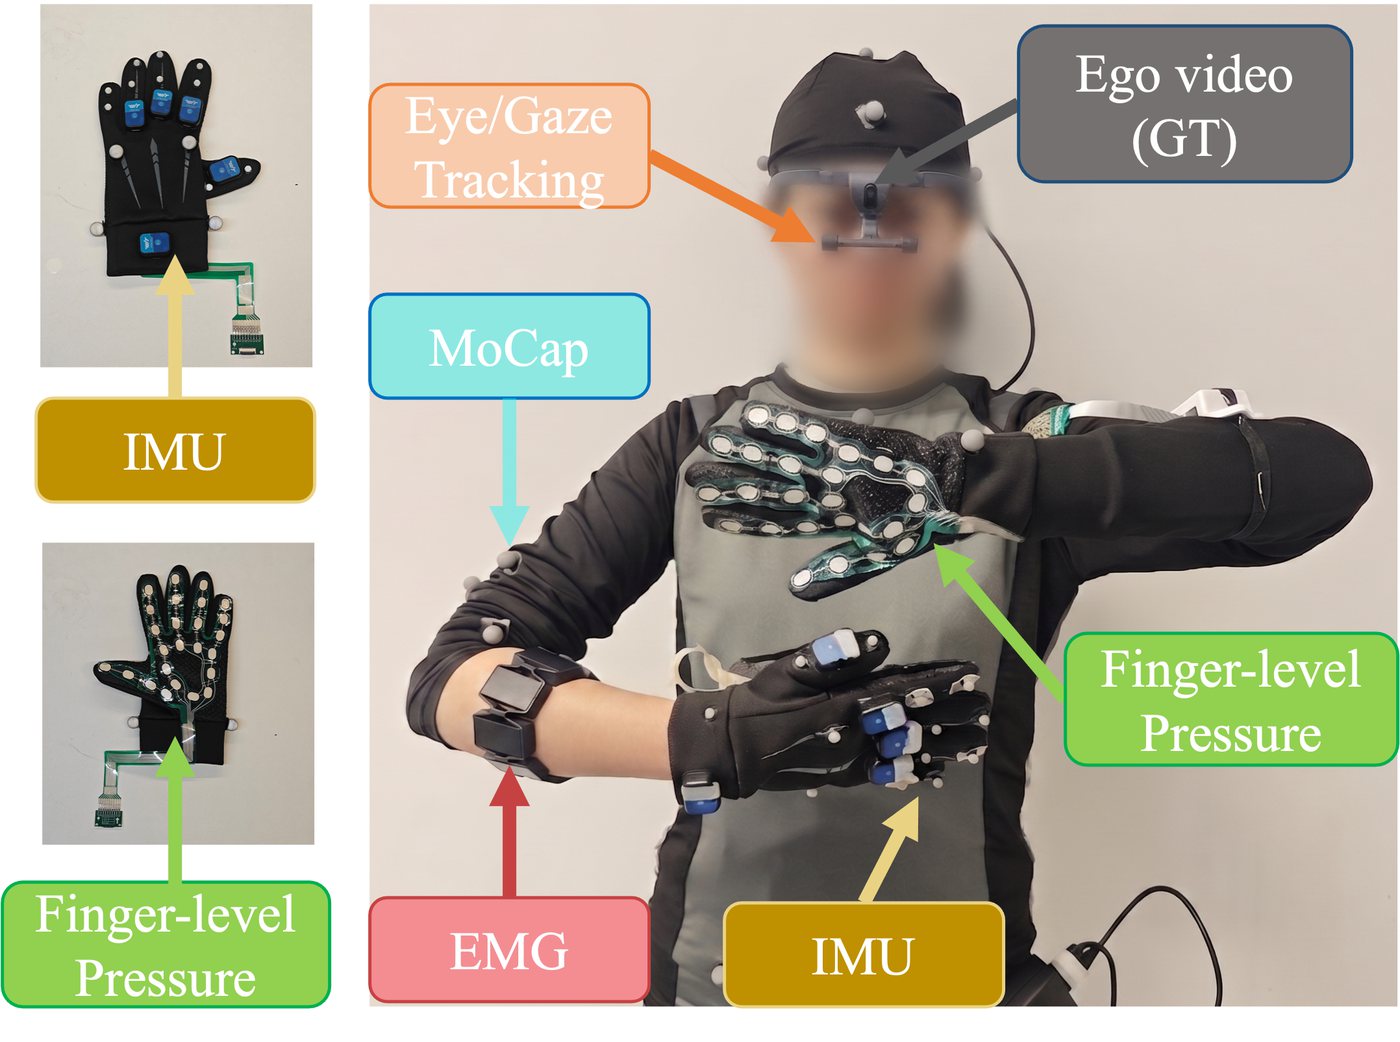 Ego video
(GT)
Eye/Gaze
Tracking
MoCap
IMU
Finger-level
Pressure
Finger-level
Pressure
EMG
IMU